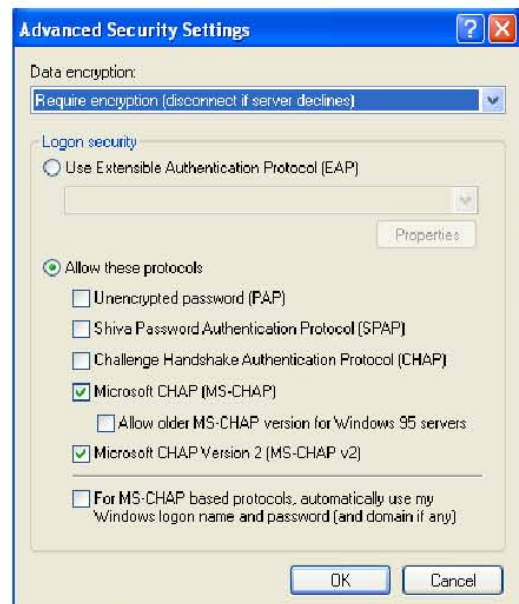 Advanced Security Settings
Data encryption:
Require encryption (disconnect if server declines)
Logon security
Use Extensible Authentication Protocol (EAP)
Properties
Allow these protocols
Unencrypted password (PAP)
Shiva Password Authentication Protocol (SPAP)
Challenge Handshake Authentication Protocol (CHAP)
Microsoft CHAP (MS-CHAP)
Allow older MS-CHAP version for Windows 95 servers
Microsoft CHAP Version 2 (MS-CHAP v2)
For MS-CHAP based protocols, automatically use my
Windows logon name and password (and domain if any)
OK Cancel